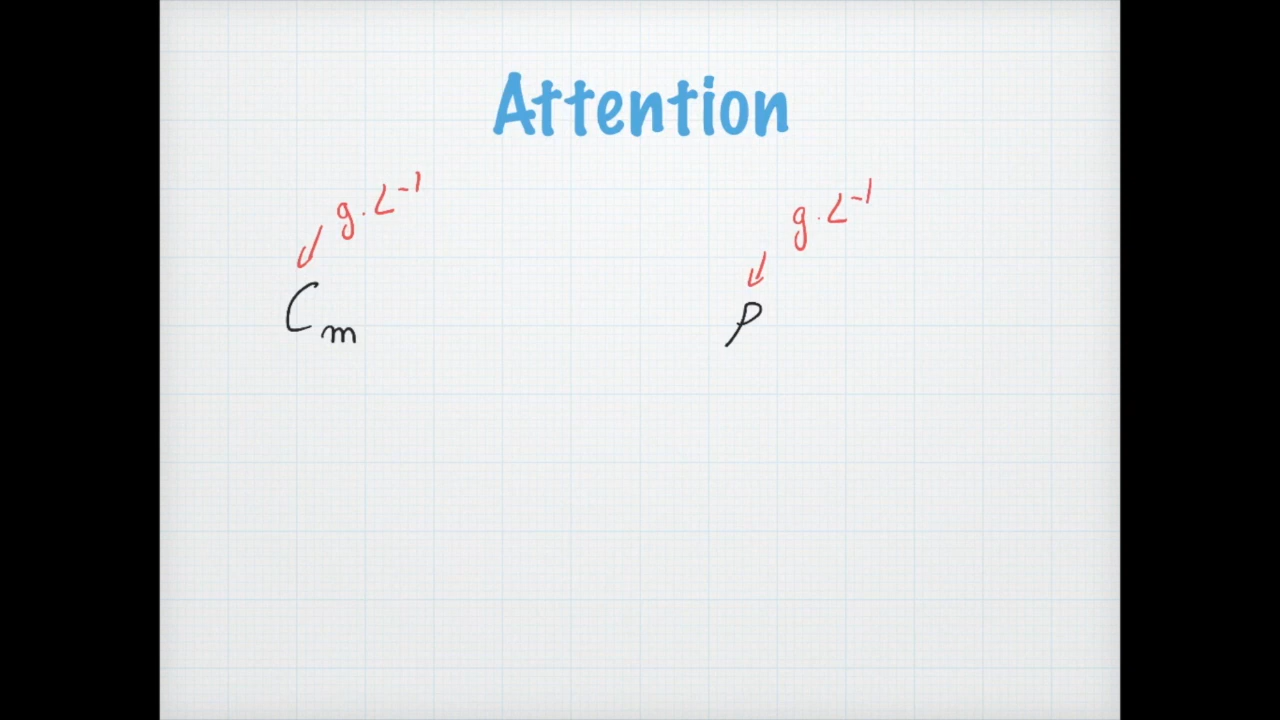 Attention
g.L⁻¹ g.L⁻¹
Cₘ ρ